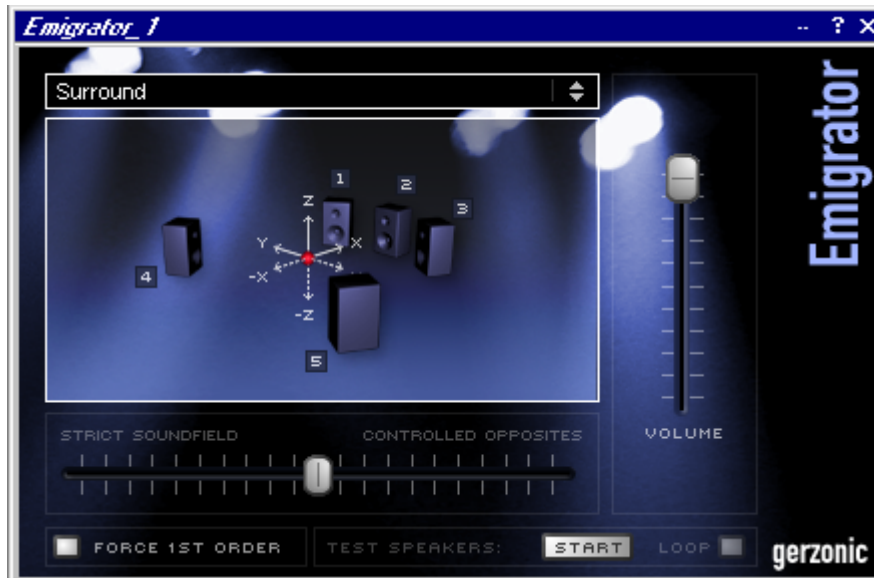 Emigrator_1
-- ? X
Surround
Emigrator
1
2
3
Z
Y
X
4
-X
-Z
5
STRICT SOUNDFIELD
CONTROLLED OPPOSITES
VOLUME
FORCE 1ST ORDER
TEST SPEAKERS:
START
LOOP
gerzonic